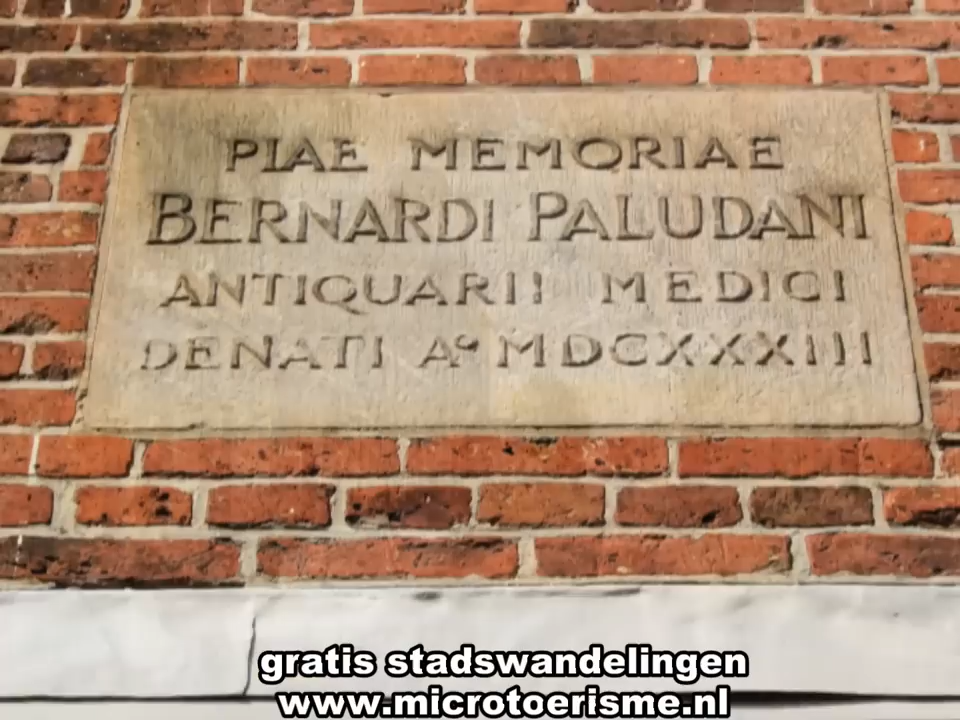 PIAE MEMORIAE
BERNARDI PALUDANI
ANTIQUARII MEDICI
DENATI Aº MDCXXXIII
gratis stadswandelingen
www.microtoerisme.nl